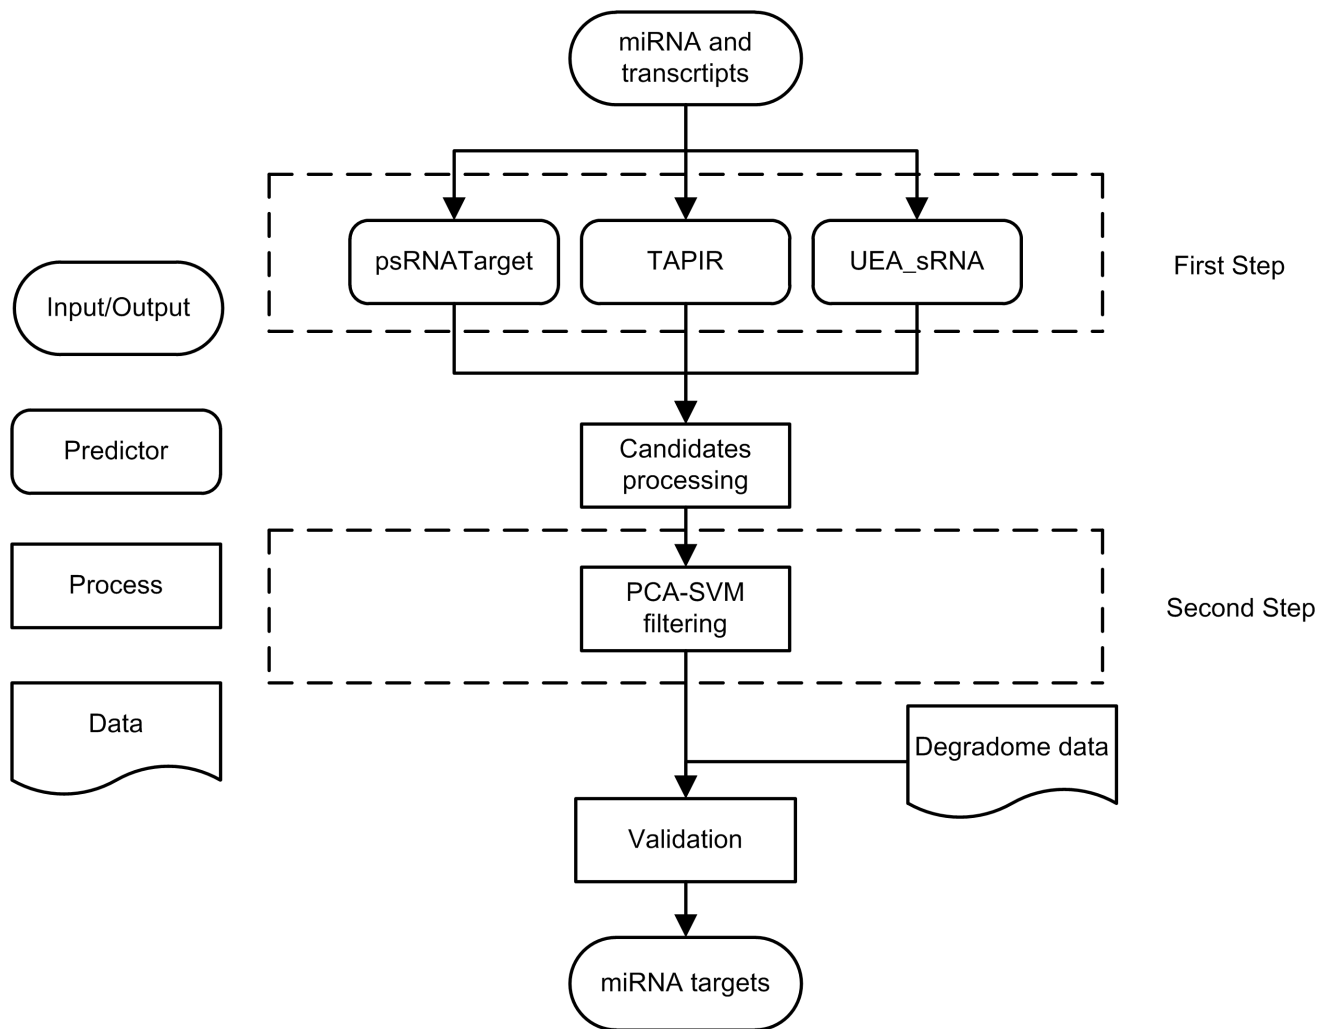 miRNA and
transcrtipts
psRNATarget
TAPIR
UEA_sRNA
First Step
Input/Output
Predictor
Candidates
processing
Process
PCA-SVM
filtering
Second Step
Data
Degradome data
Validation
miRNA targets